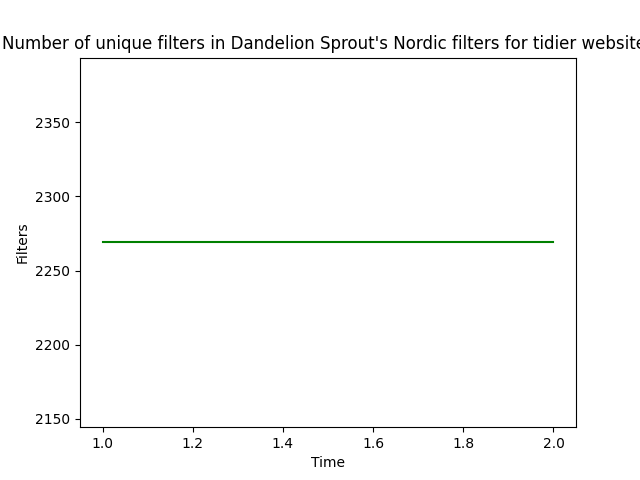 Number of unique filters in Dandelion Sprout's Nordic filters for tidier website
2350
2300
2250
2200
2150
Filters
1.0 1.2 1.4 1.6 1.8 2.0
Time